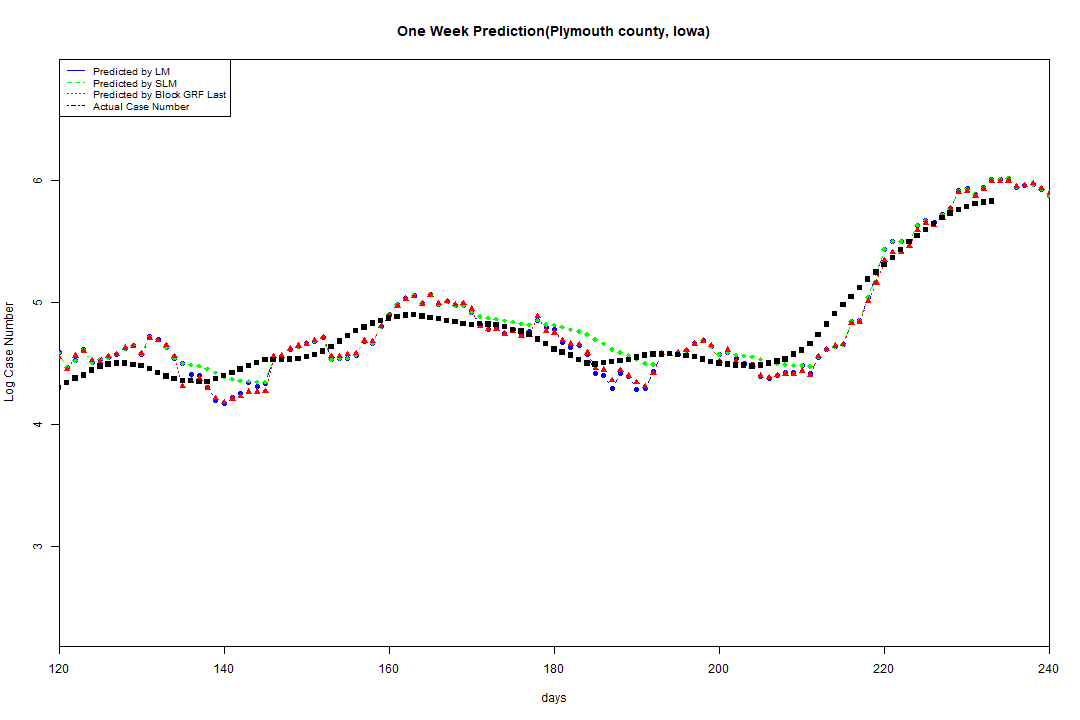 One Week Prediction(Plymouth county, Iowa)
Predicted by LM
Predicted by SLM
Predicted by Block GRF Last
Actual Case Number
6
5
4
3
Log Case Number
120 140 160 180 200 220 240
days